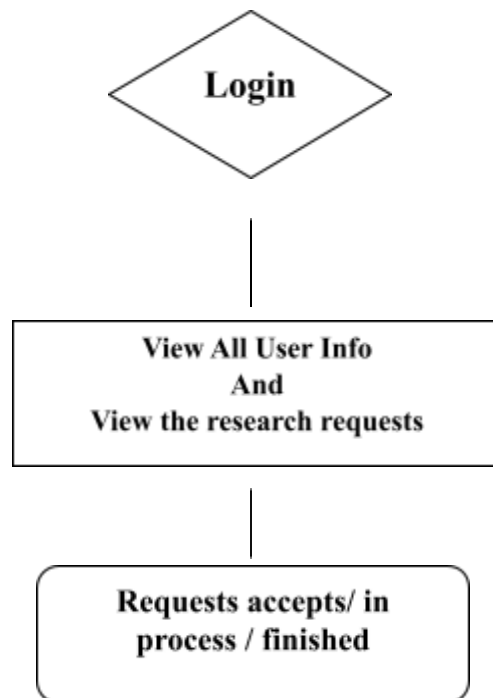 Login
View All User Info
And
View the research requests
Requests accepts/ in
process / finished